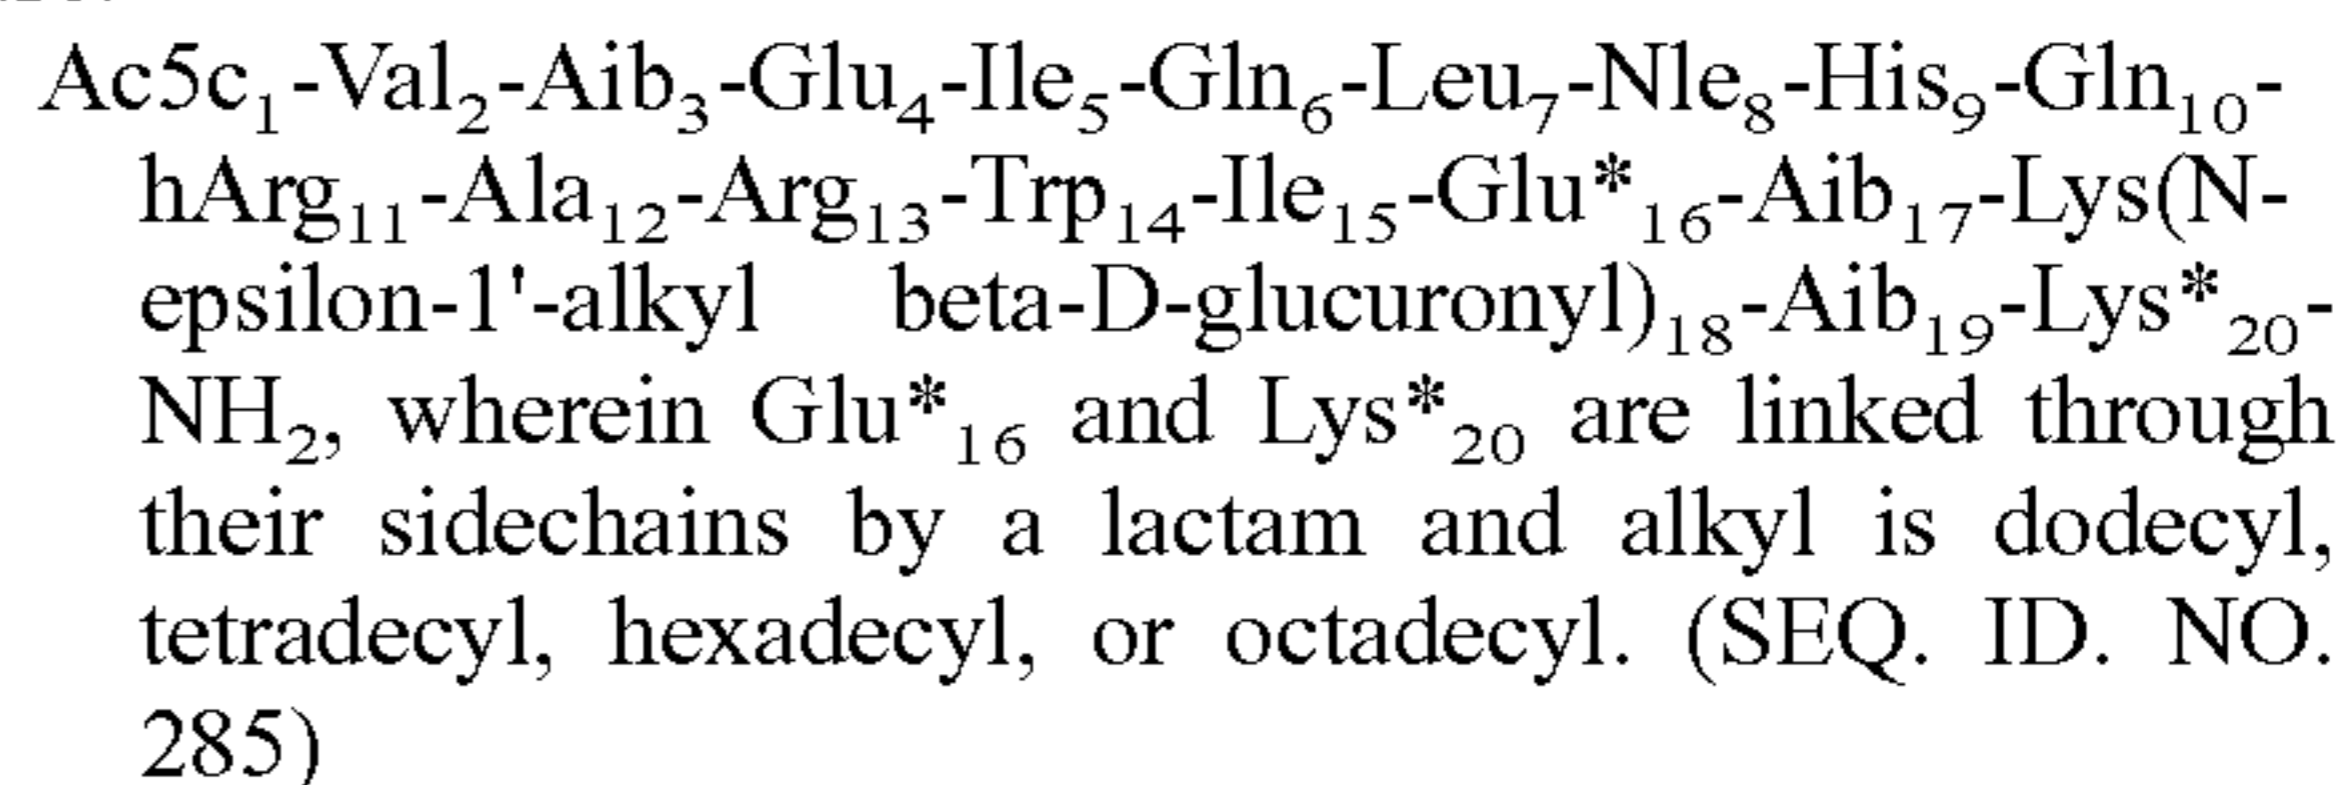 Ac5c₁-Val₂-Aib₃-Glu₄-Ile₅-Gln₆-Leu₇-Nle₈-His₉-Gln₁₀-
hArg₁₁-Ala₁₂-Arg₁₃-Trp₁₄-Ile₁₅-Glu*₁₆-Aib₁₇-Lys(N-
epsilon-1'-alkyl beta-D-glucuronyl)₁₈-Aib₁₉-Lys*₂₀-
NH₂, wherein Glu*₁₆ and Lys*₂₀ are linked through
their sidechains by a lactam and alkyl is dodecyl,
tetradecyl, hexadecyl, or octadecyl. (SEQ. ID. NO.
285)